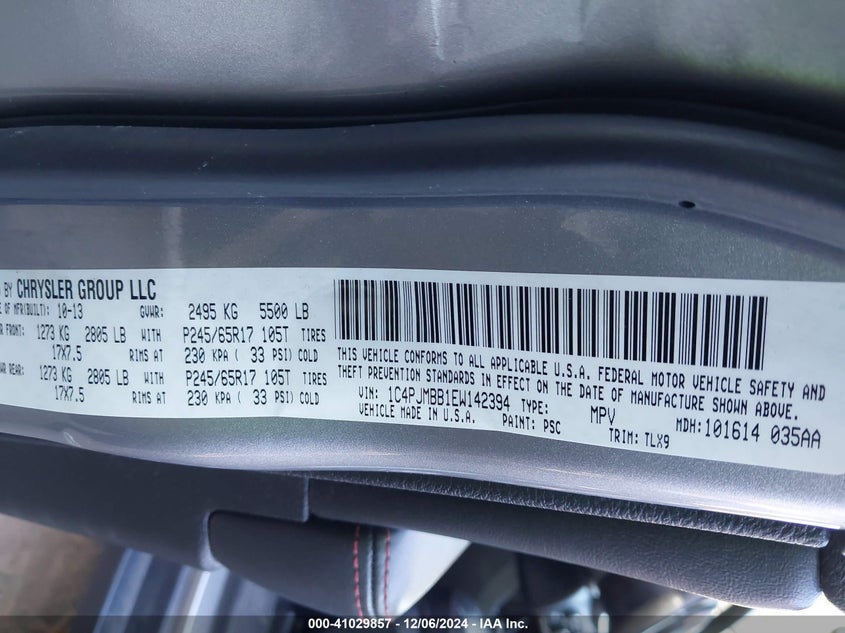 BY CHRYSLER GROUP LLC
OF MFR(BUILT): 10-13 GVWR: 2495 KG 5500 LB
FRONT: 1273 KG 2805 LB WITH P245/65R17 105T TIRES
17X7.5 RIMS AT 230 KPA ( 33 PSI) COLD
REAR: 1273 KG 2805 LB WITH P245/65R17 105T TIRES
17X7.5 RIMS AT 230 KPA ( 33 PSI) COLD
THIS VEHICLE CONFORMS TO ALL APPLICABLE U.S.A. FEDERAL MOTOR VEHICLE SAFETY AND
THEFT PREVENTION STANDARDS IN EFFECT ON THE DATE OF MANUFACTURE SHOWN ABOVE.
VIN: 1C4PJMBB1EW142394 TYPE: MPV MDH:101614 035AA
VEHICLE MADE IN U.S.A. PAINT: PSC TRIM: TLX9
000-41029857 - 12/06/2024 - IAA Inc.